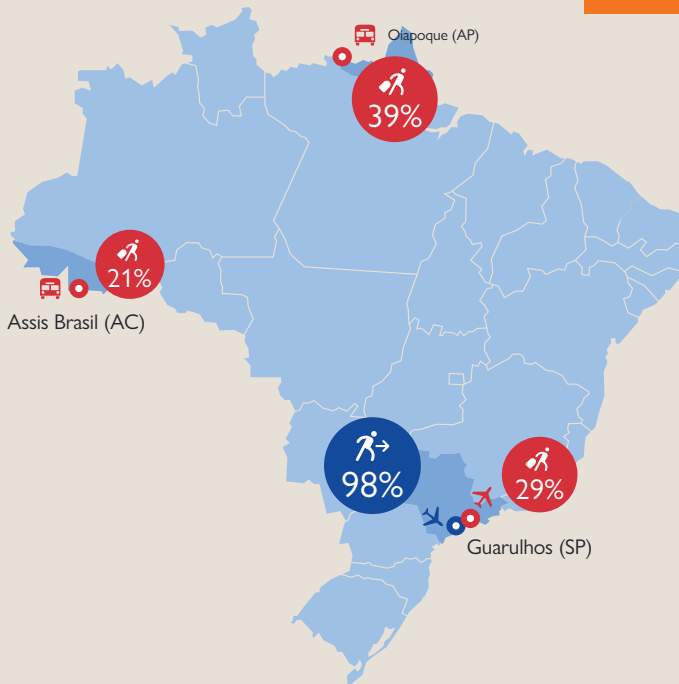 Oiapoque (AP)
39%
21%
Assis Brasil (AC)
98%
29%
Guarulhos (SP)